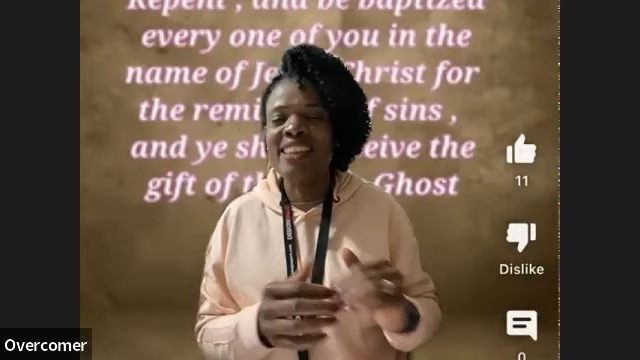 Repent , and be baptized
every one of you in the
name of Je Christ for
the remi f sins ,
and ye sh eive the
gift of t Ghost
11
Dislike
0
Overcomer